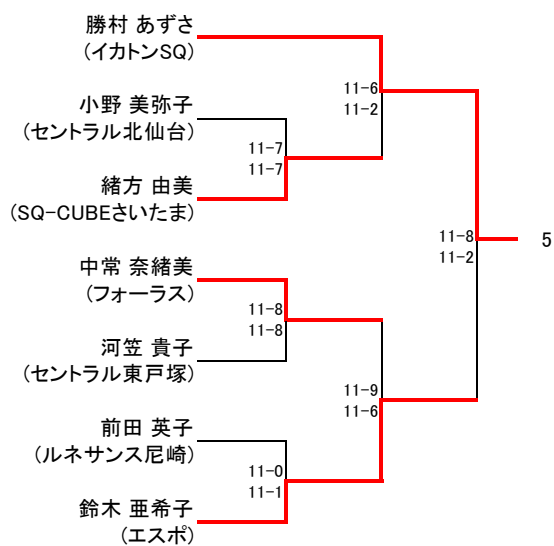 勝村 あずさ
(イカトンSQ)
11-6
11-2
小野 美弥子
(セントラル北仙台)
11-7
11-7
緒方 由美
(SQ-CUBEさいたま)
11-8
11-2
5
中常 奈緒美
(フォーラス)
11-8
11-8
河笠 貴子
(セントラル東戸塚)
11-9
11-6
前田 英子
(ルネサンス尼崎)
11-0
11-1
鈴木 亜希子
(エスポ)